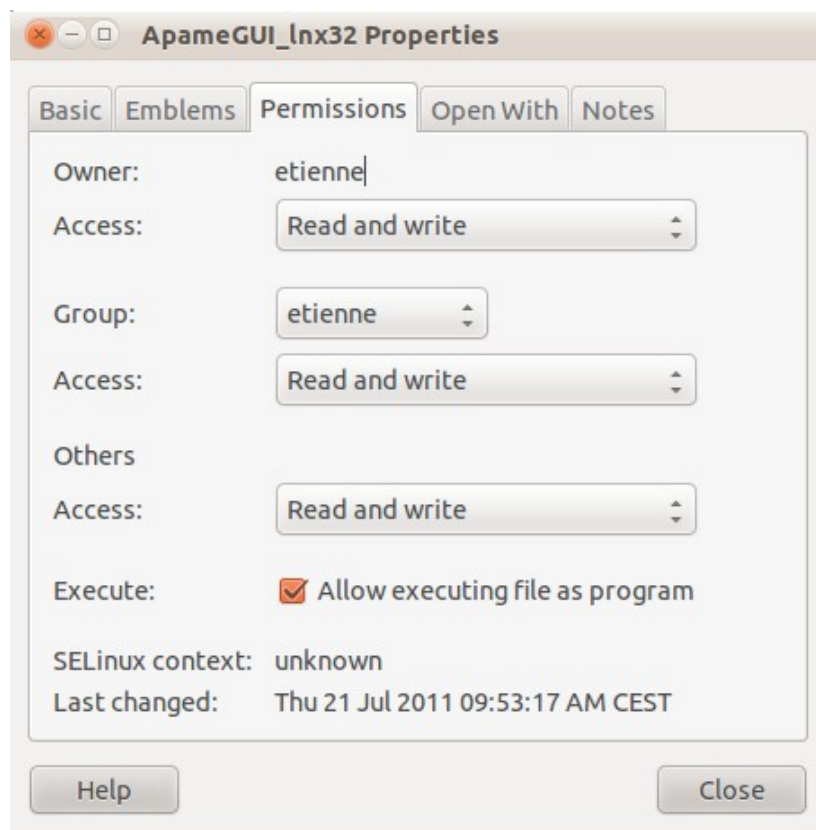 ApameGUI_lnx32 Properties
Basic Emblems Permissions Open With Notes
Owner: etienne
Access: Read and write
Group: etienne
Access: Read and write
Others
Access: Read and write
Execute: Allow executing file as program
SELinux context: unknown
Last changed: Thu 21 Jul 2011 09:53:17 AM CEST
Help Close